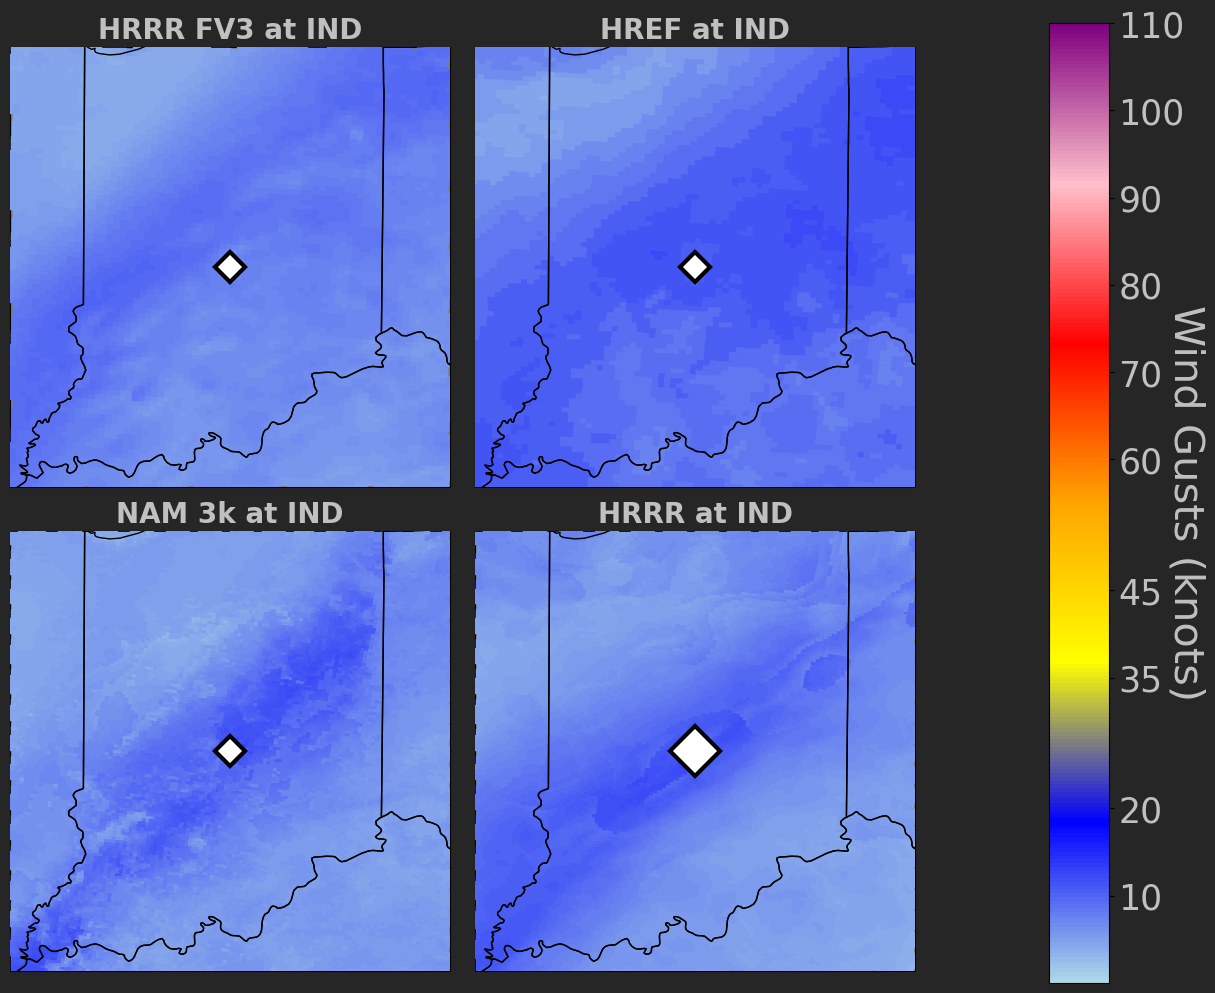 HRRR FV3 at IND
HREF at IND
NAM 3k at IND
HRRR at IND
110
100
90
80
70
60
45
35
20
10
Wind Gusts (knots)